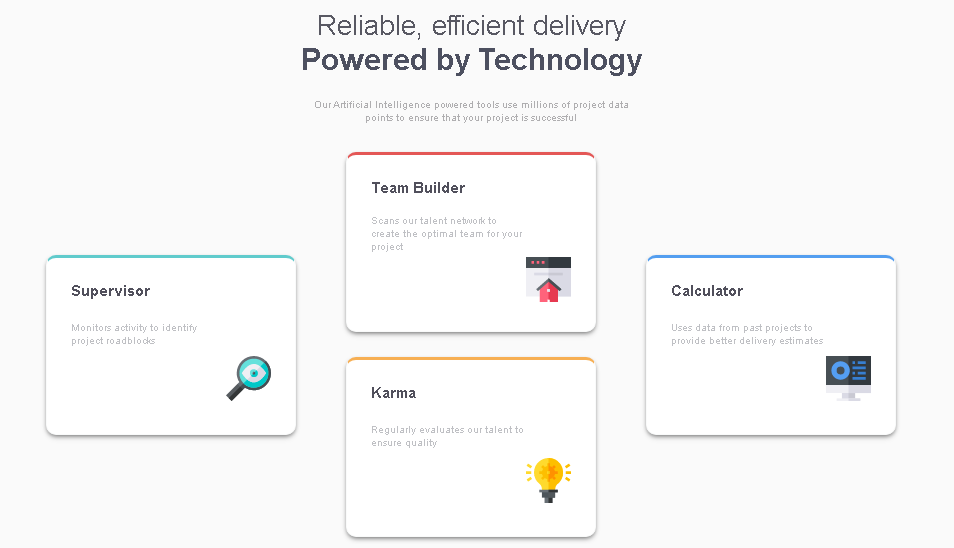 Reliable, efficient delivery
Powered by Technology
Our Artificial Intelligence powered tools use millions of project data
points to ensure that your project is successful
Supervisor
Monitors activity to identify
project roadblocks
Team Builder
Scans our talent network to
create the optimal team for your
project
Karma
Regularly evaluates our talent to
ensure quality
Calculator
Uses data from past projects to
provide better delivery estimates